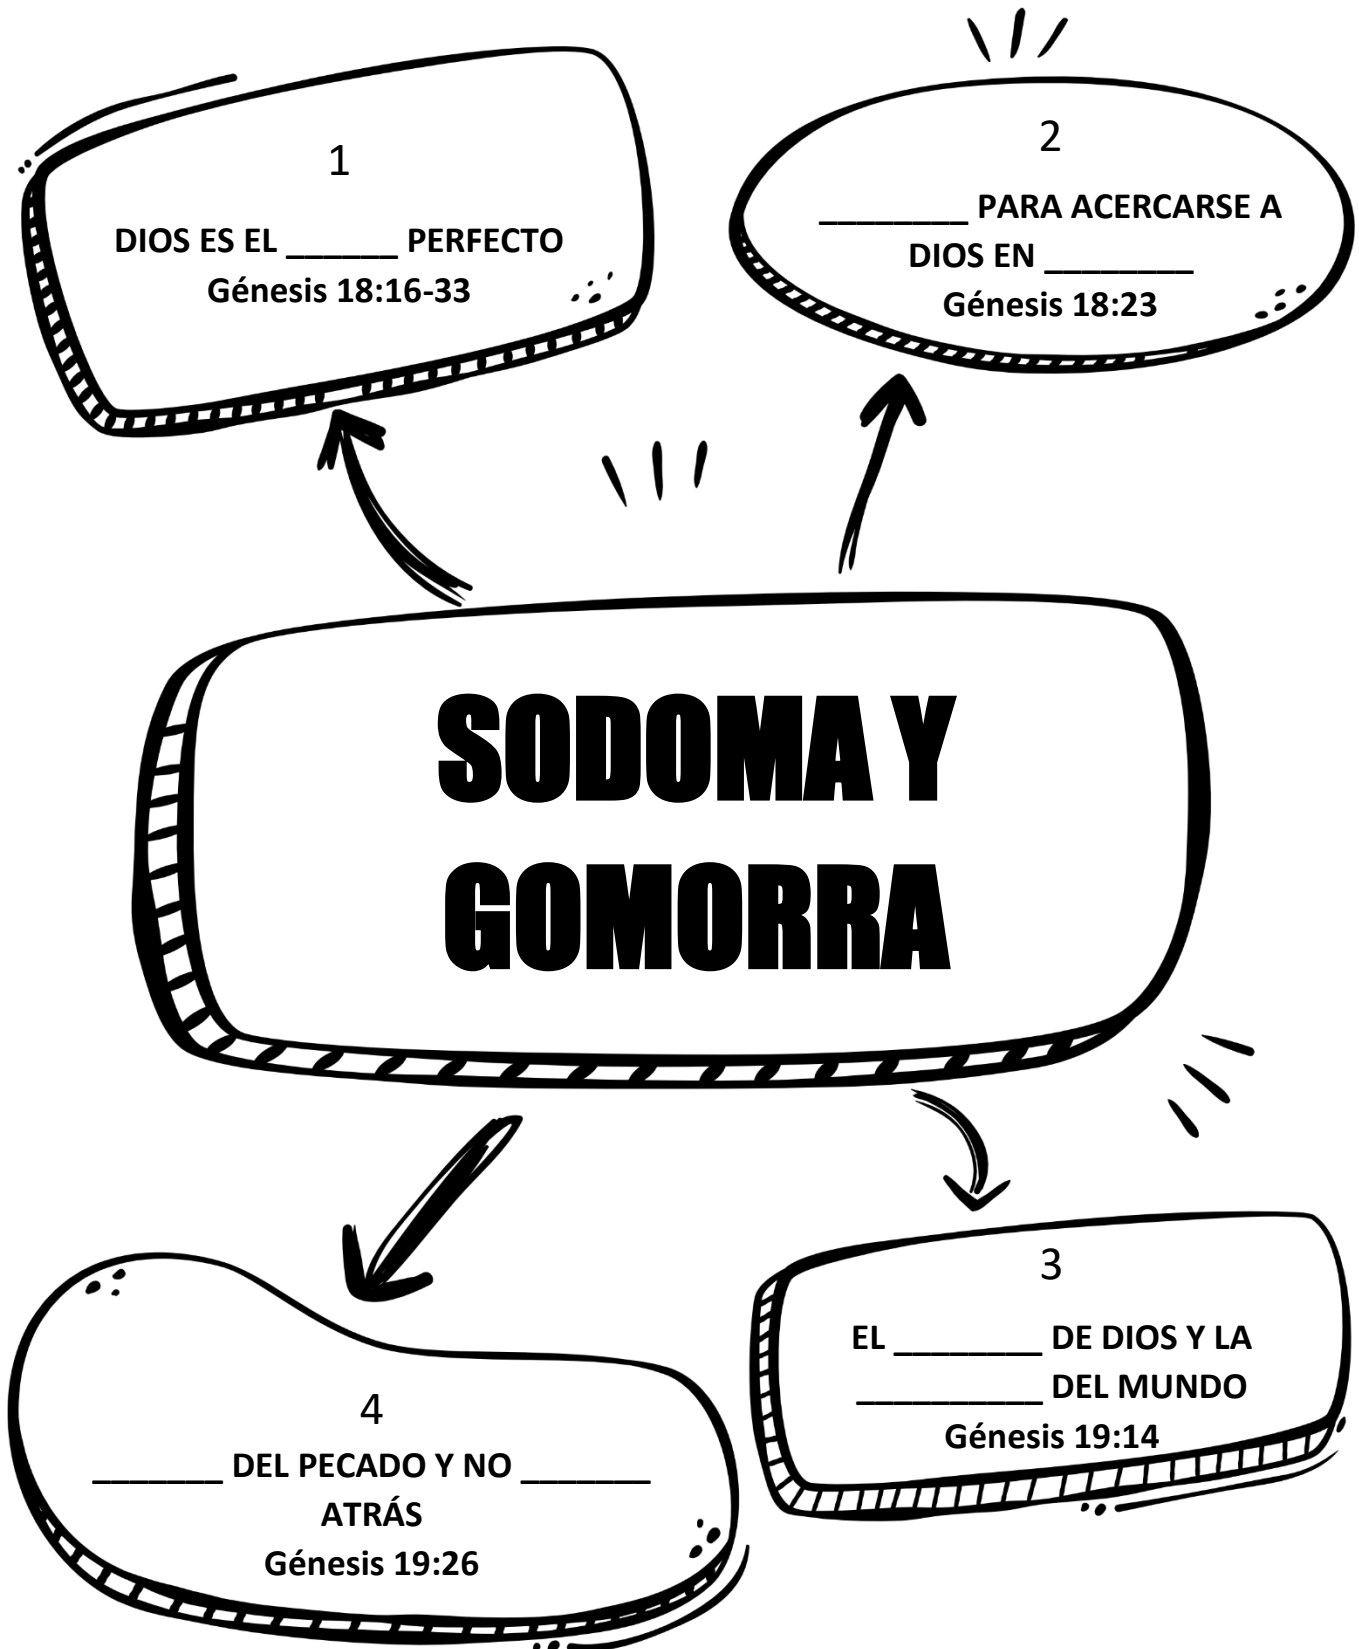 1
DIOS ES EL ______ PERFECTO
Génesis 18:16-33
2
________ PARA ACERCARSE A
DIOS EN ________
Génesis 18:23
SODOMA Y
GOMORRA
3
EL ________ DE DIOS Y LA
__________ DEL MUNDO
Génesis 19:14
4
_______ DEL PECADO Y NO _______
ATRÁS
Génesis 19:26